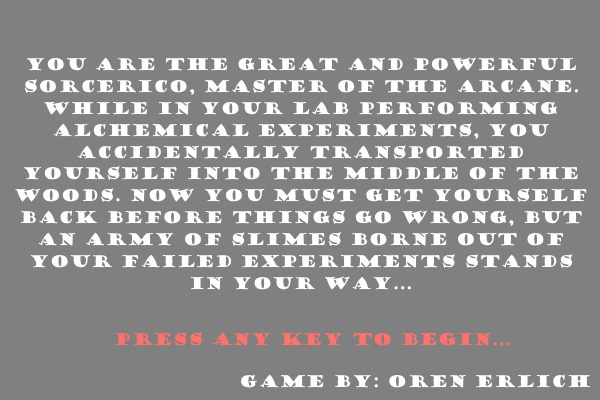 YOU ARE THE GREAT AND POWERFUL
SORCERICO, MASTER OF THE ARCANE.
WHILE IN YOUR LAB PERFORMING
ALCHEMICAL EXPERIMENTS, YOU
ACCIDENTALLY TRANSPORTED
YOURSELF INTO THE MIDDLE OF THE
WOODS. NOW YOU MUST GET YOURSELF
BACK BEFORE THINGS GO WRONG, BUT
AN ARMY OF SLIMES BORNE OUT OF
YOUR FAILED EXPERIMENTS STANDS
IN YOUR WAY...
PRESS ANY KEY TO BEGIN...
GAME BY: OREN ERLICH